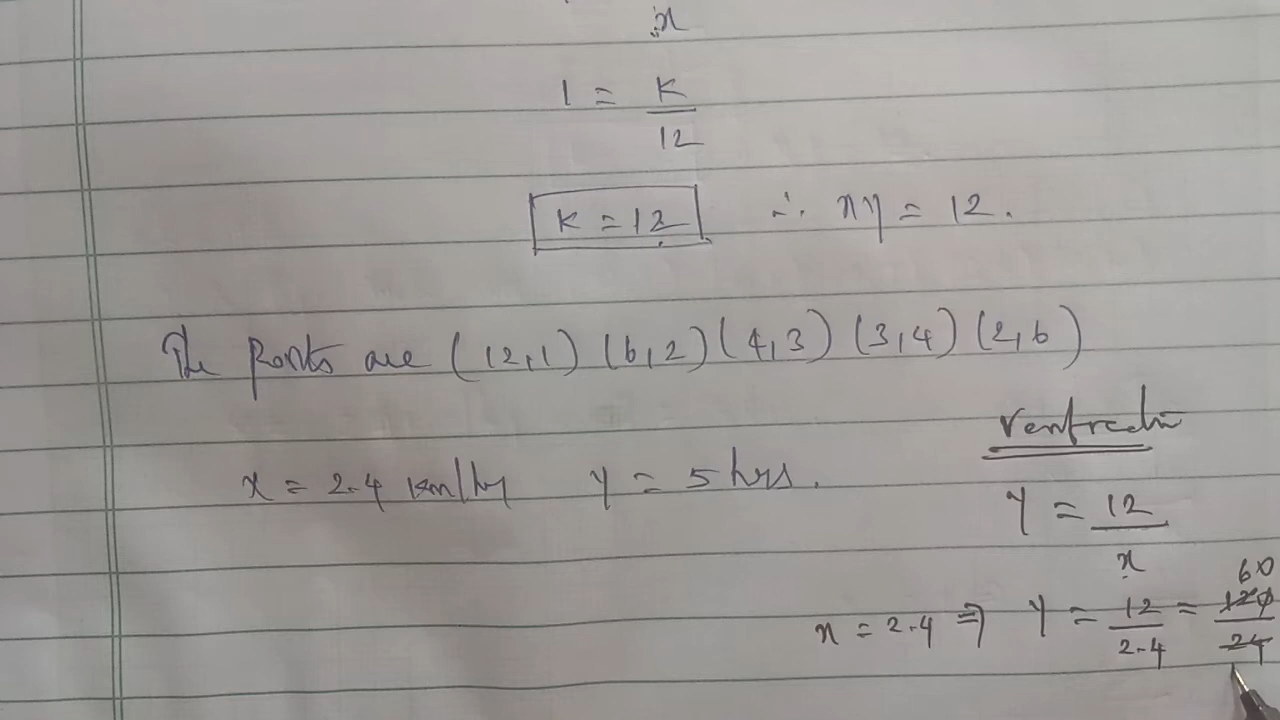 x
1 = K/12
K = 12 ∴ xy = 12.
The points are (12,1) (6,2) (4,3) (3,4) (2,6)
x = 2.4 km/hr y = 5 hrs.
Verification
y = 12/x
x = 2.4 ⇒ y = 12/2.4 = 120/24
60